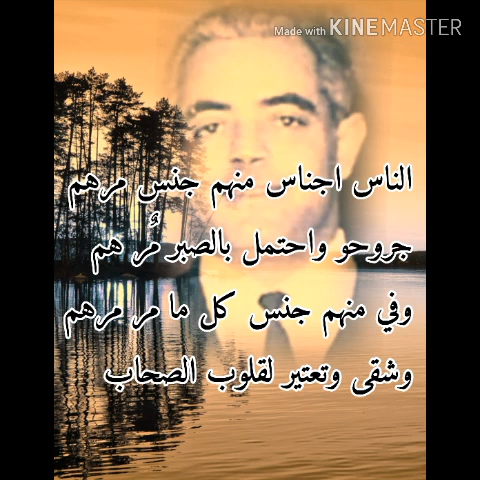 Made with KINEMASTER
الناس اجناس منهم جنس مرهم
جروحو واحتمل بالصبر مُر هم
وفي منهم جنس كل ما مر مرهم
وشقى وتعتير لقلوب الصحاب